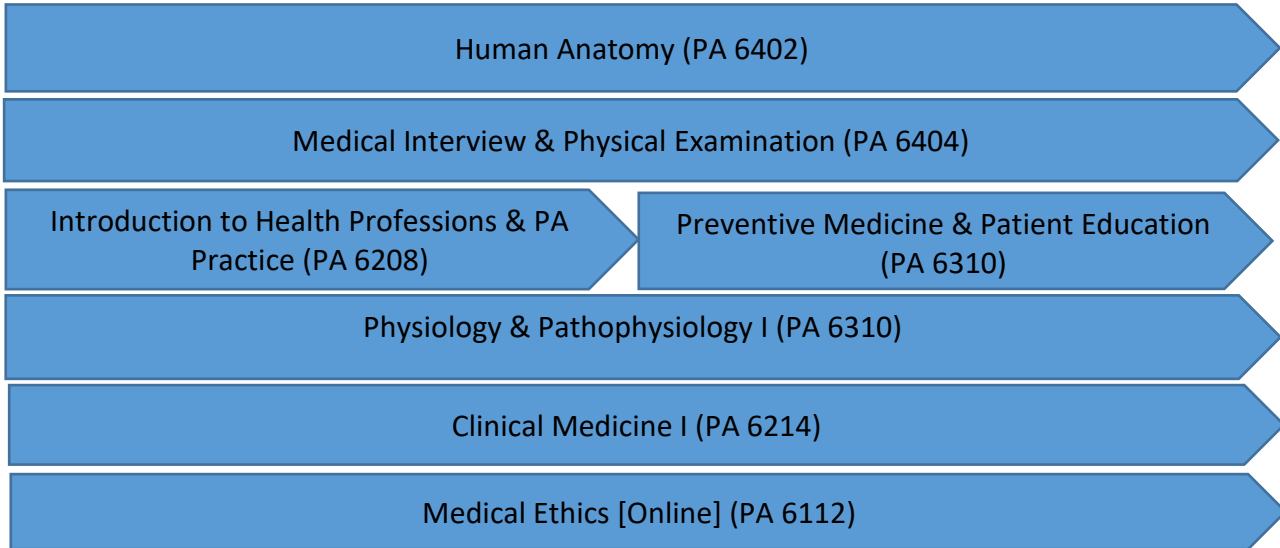 Human Anatomy (PA 6402)
Medical Interview & Physical Examination (PA 6404)
Introduction to Health Professions & PA
Practice (PA 6208)
Preventive Medicine & Patient Education
(PA 6310)
Physiology & Pathophysiology I (PA 6310)
Clinical Medicine I (PA 6214)
Medical Ethics [Online] (PA 6112)